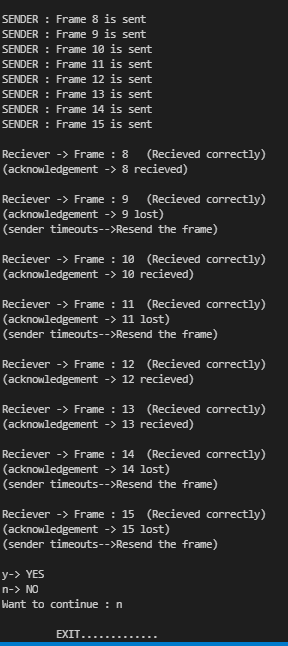 SENDER : Frame 8 is sent
SENDER : Frame 9 is sent
SENDER : Frame 10 is sent
SENDER : Frame 11 is sent
SENDER : Frame 12 is sent
SENDER : Frame 13 is sent
SENDER : Frame 14 is sent
SENDER : Frame 15 is sent
Reciever -> Frame : 8 (Recieved correctly)
(acknowledgement -> 8 recieved)
Reciever -> Frame : 9 (Recieved correctly)
(acknowledgement -> 9 lost)
(sender timeouts-->Resend the frame)
Reciever -> Frame : 10 (Recieved correctly)
(acknowledgement -> 10 recieved)
Reciever -> Frame : 11 (Recieved correctly)
(acknowledgement -> 11 lost)
(sender timeouts-->Resend the frame)
Reciever -> Frame : 12 (Recieved correctly)
(acknowledgement -> 12 recieved)
Reciever -> Frame : 13 (Recieved correctly)
(acknowledgement -> 13 recieved)
Reciever -> Frame : 14 (Recieved correctly)
(acknowledgement -> 14 lost)
(sender timeouts-->Resend the frame)
Reciever -> Frame : 15 (Recieved correctly)
(acknowledgement -> 15 lost)
(sender timeouts-->Resend the frame)
y-> YES
n-> NO
Want to continue : n
EXIT.............